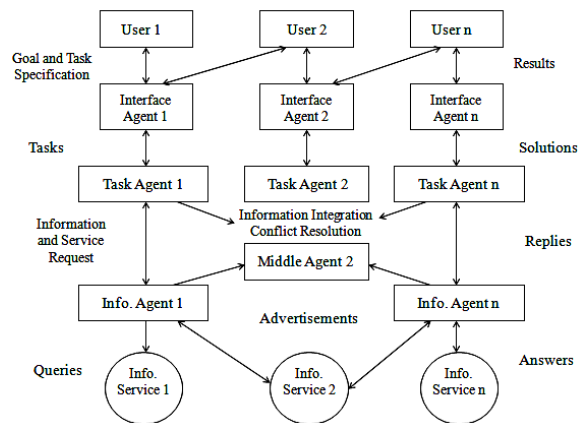 User 1
User 2
User n
Goal and Task
Specification
Results
Interface
Agent 1
Interface
Agent 2
Interface
Agent n
Tasks
Solutions
Task Agent 1
Task Agent 2
Task Agent n
Information
and Service
Request
Information Integration
Conflict Resolution
Replies
Middle Agent 2
Info. Agent 1
Info. Agent n
Advertisements
Queries
Info.
Service 1
Info.
Service 2
Info.
Service n
Answers